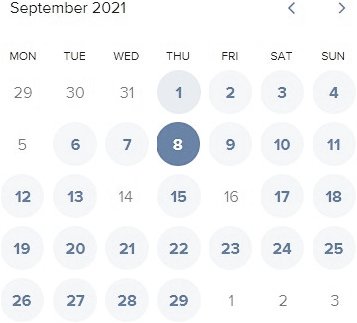 September 2021
MON TUE WED THU FRI SAT SUN
29 30 31 1 2 3 4
5 6 7 8 9 10 11
12 13 14 15 16 17 18
19 20 21 22 23 24 25
26 27 28 29 1 2 3